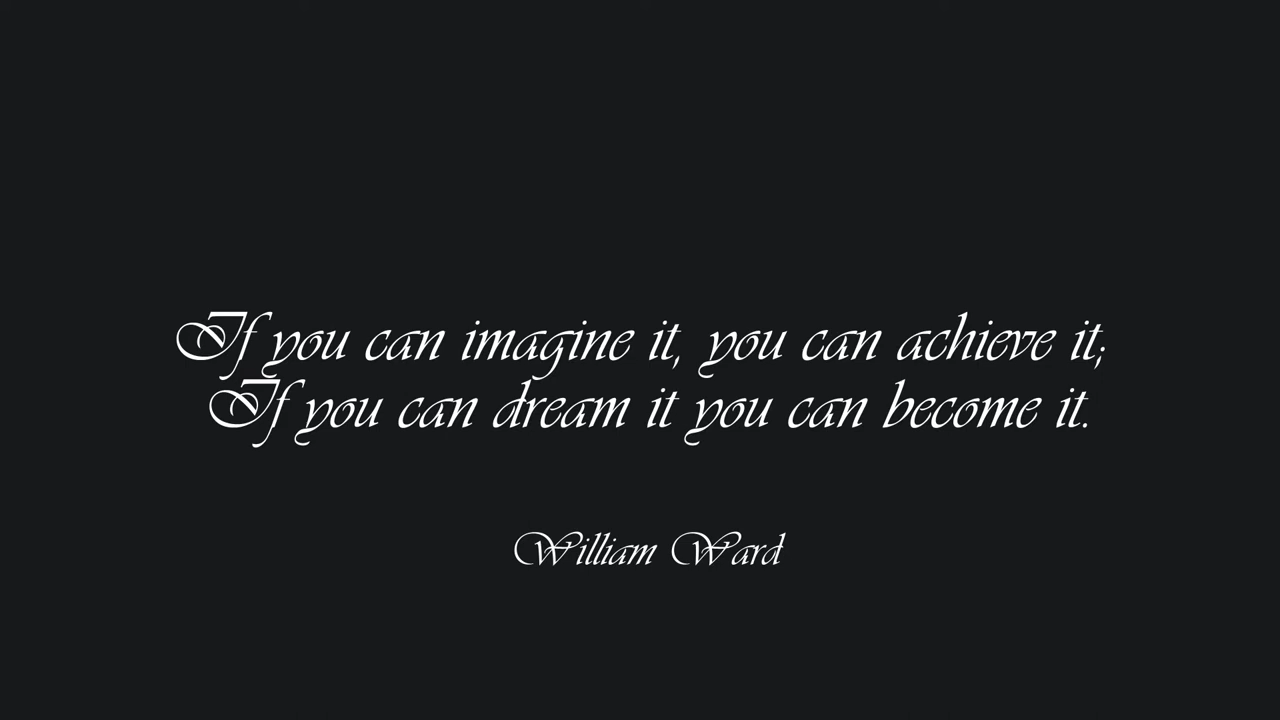 If you can imagine it, you can achieve it;
If you can dream it you can become it.
William Ward